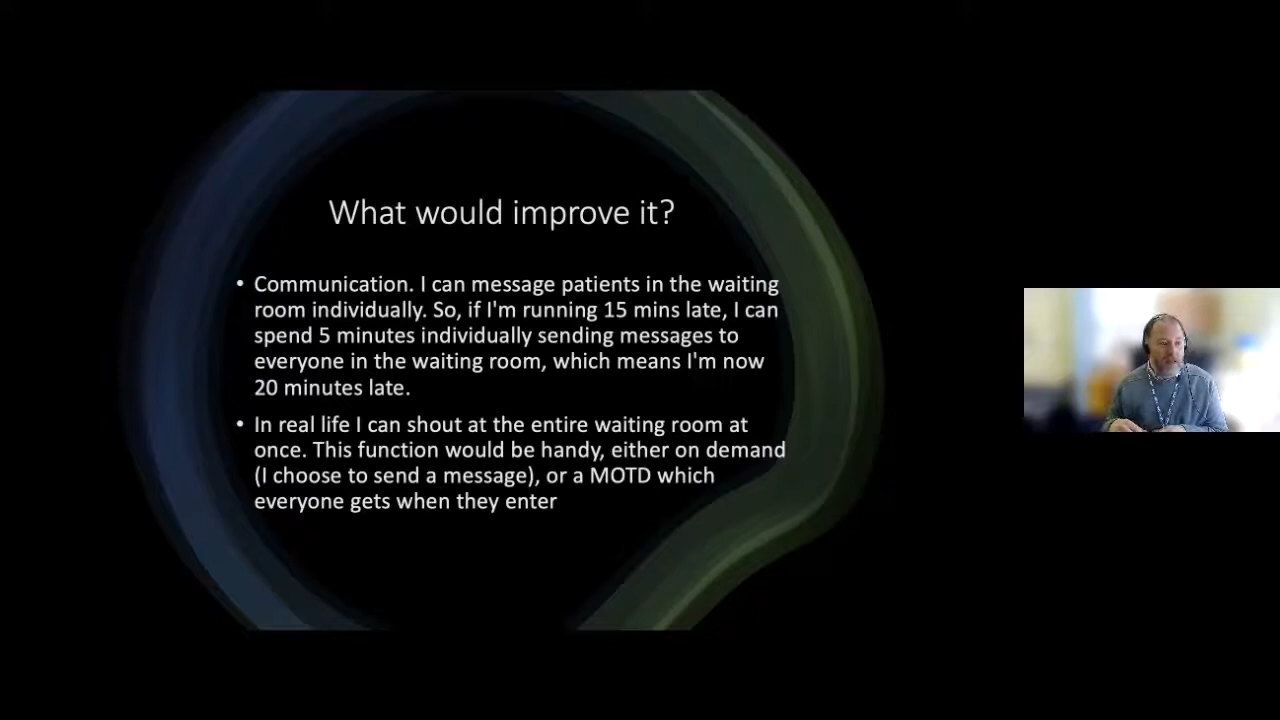 What would improve it?
• Communication. I can message patients in the waiting
room individually. So, if I'm running 15 mins late, I can
spend 5 minutes individually sending messages to
everyone in the waiting room, which means I'm now
20 minutes late.
• In real life I can shout at the entire waiting room at
once. This function would be handy, either on demand
(I choose to send a message), or a MOTD which
everyone gets when they enter